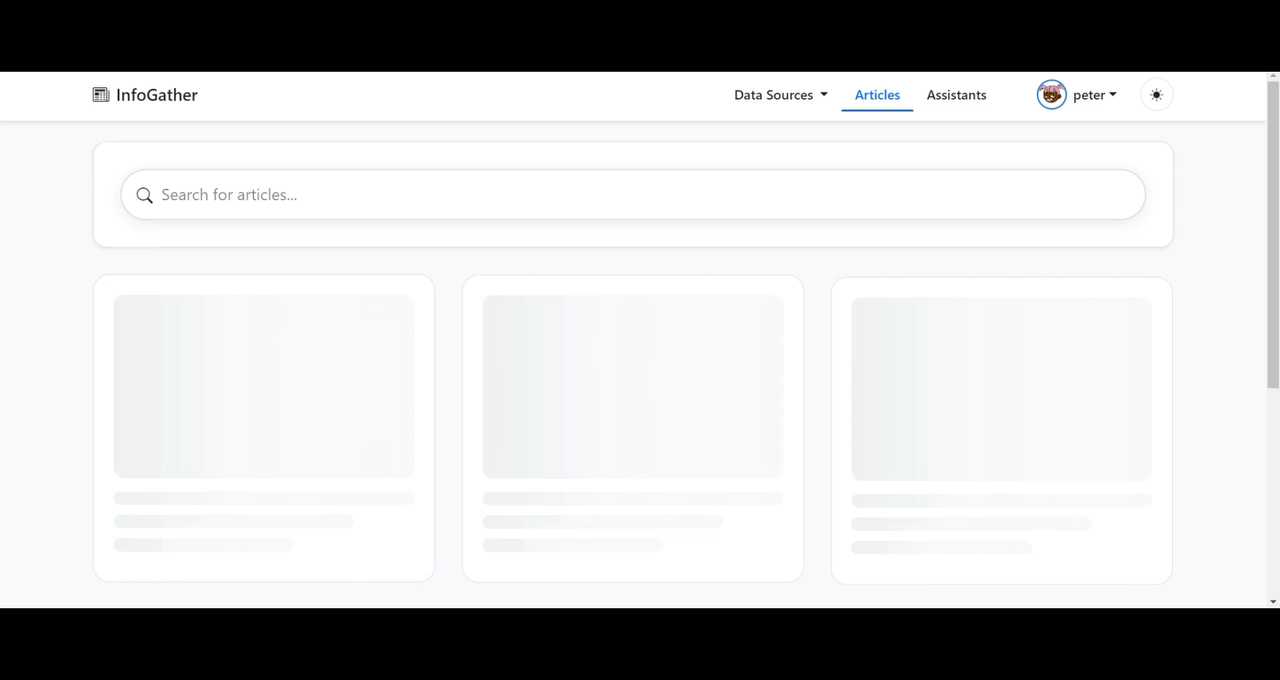 InfoGather
Data Sources
Articles
Assistants
peter
Search for articles...